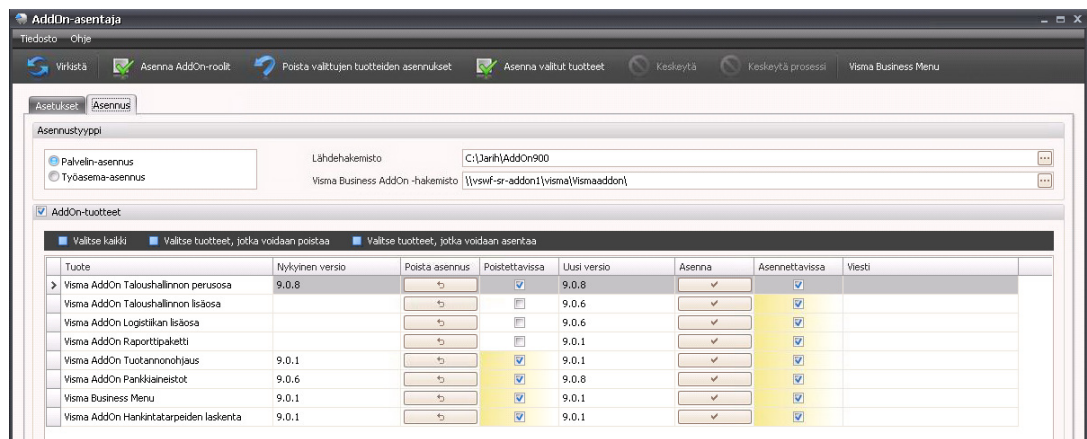 AddOn-asentaja
Tiedosto Ohje
Virkistä Asenna AddOn-roolit Poista valittujen tuotteiden asennukset Asenna valitut tuotteet Keskeytä Keskeytä prosessi Visma Business Menu
Asetukset Asennus
Asennustyyppi
Palvelin-asennus Lähdehakemisto C:\Jarih\AddOn900
Työasema-asennus Visma Business AddOn -hakemisto \\vswf-sr-addon1\visma\Vismaaddon\
AddOn-tuotteet
Valitse kaikki Valitse tuotteet, jotka voidaan poistaa Valitse tuotteet, jotka voidaan asentaa
Tuote Nykyinen versio Poista asennus Poistettavissa Uusi versio Asenna Asennettavissa Viesti
Visma AddOn Taloushallinnon perusosa 9.0.8 9.0.8
Visma AddOn Taloushallinnon lisäosa 9.0.6
Visma AddOn Logistiikan lisäosa 9.0.6
Visma AddOn Raporttipaketti 9.0.1
Visma AddOn Tuotannonohjaus 9.0.1 9.0.1
Visma AddOn Pankkiaineistot 9.0.6 9.0.8
Visma Business Menu 9.0.1 9.0.1
Visma AddOn Hankintatarpeiden laskenta 9.0.1 9.0.1